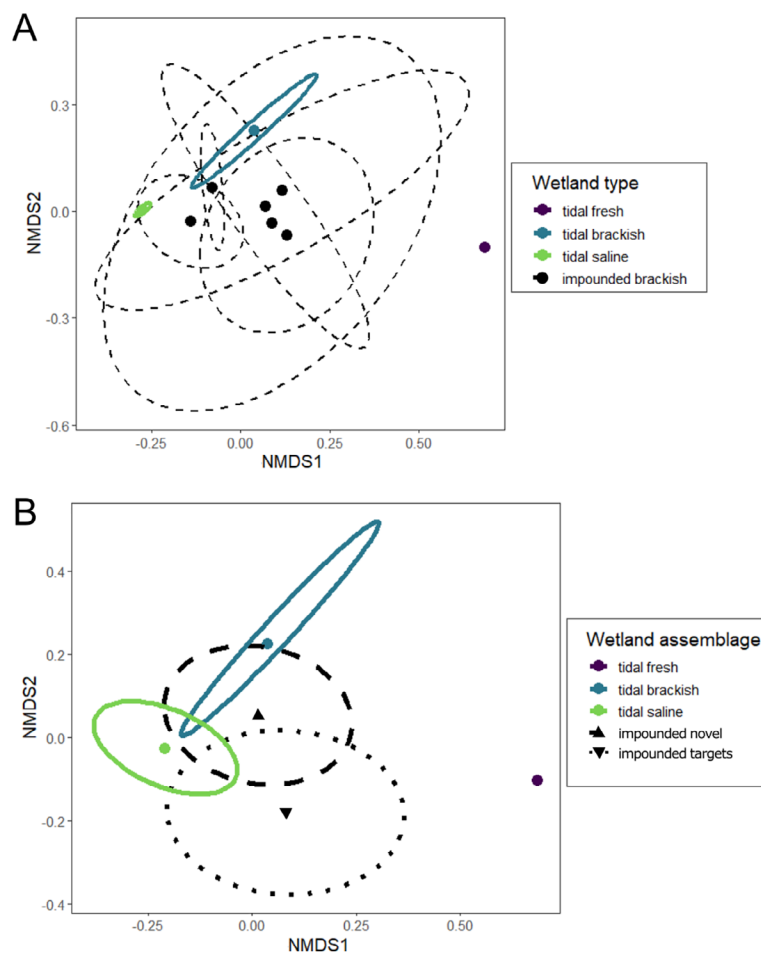 A
0.3
0.0
-0.3
-0.6
NMDS2
-0.25
0.00
0.25
0.50
NMDS1
Wetland type
tidal fresh
tidal brackish
tidal saline
impounded brackish
B
0.4
0.2
0.0
-0.2
-0.4
NMDS2
-0.25
0.00
0.25
0.50
NMDS1
Wetland assemblage
tidal fresh
tidal brackish
tidal saline
impounded novel
impounded targets